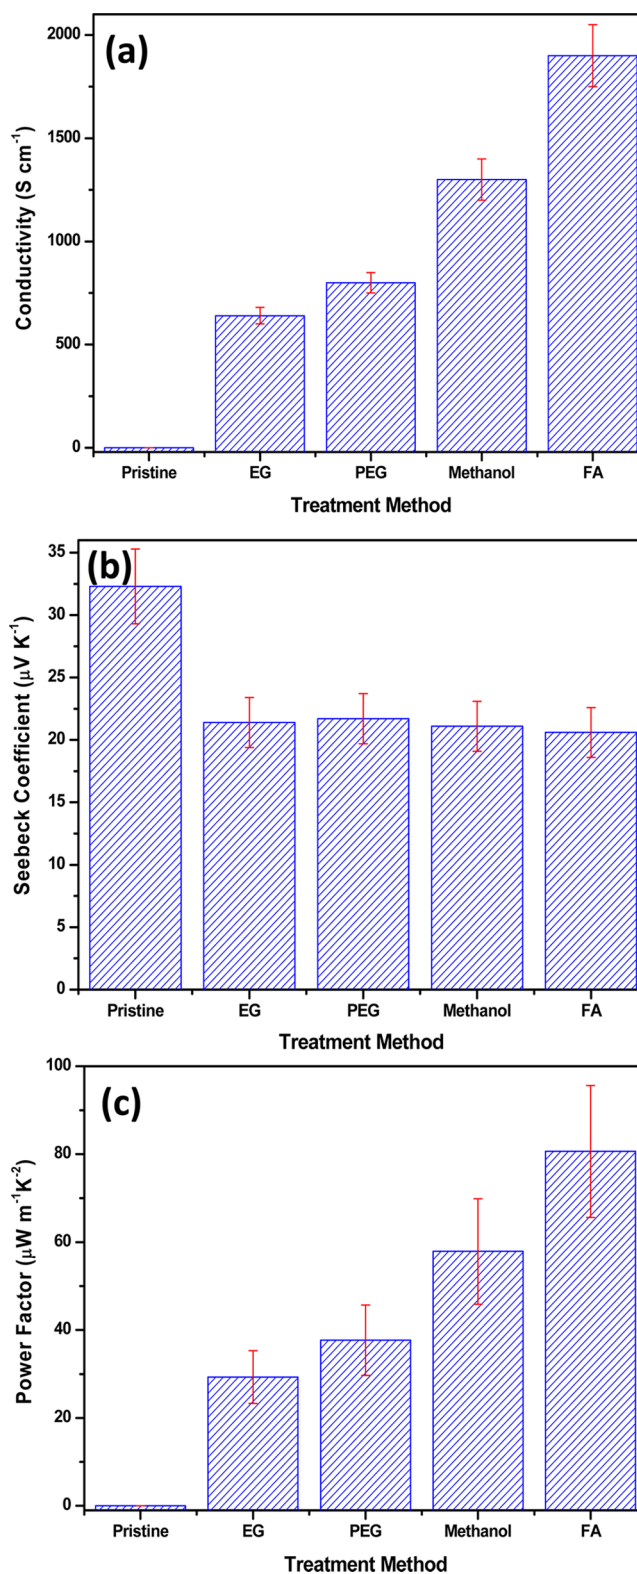 (a)
Conductivity (S cm⁻¹)
2000
1500
1000
500
0
Pristine EG PEG Methanol FA
Treatment Method
(b)
Seebeck Coefficient (μV K⁻¹)
35
30
25
20
15
10
5
0
Pristine EG PEG Methanol FA
Treatment Method
(c)
Power Factor (μW m⁻¹K⁻²)
100
80
60
40
20
0
Pristine EG PEG Methanol FA
Treatment Method